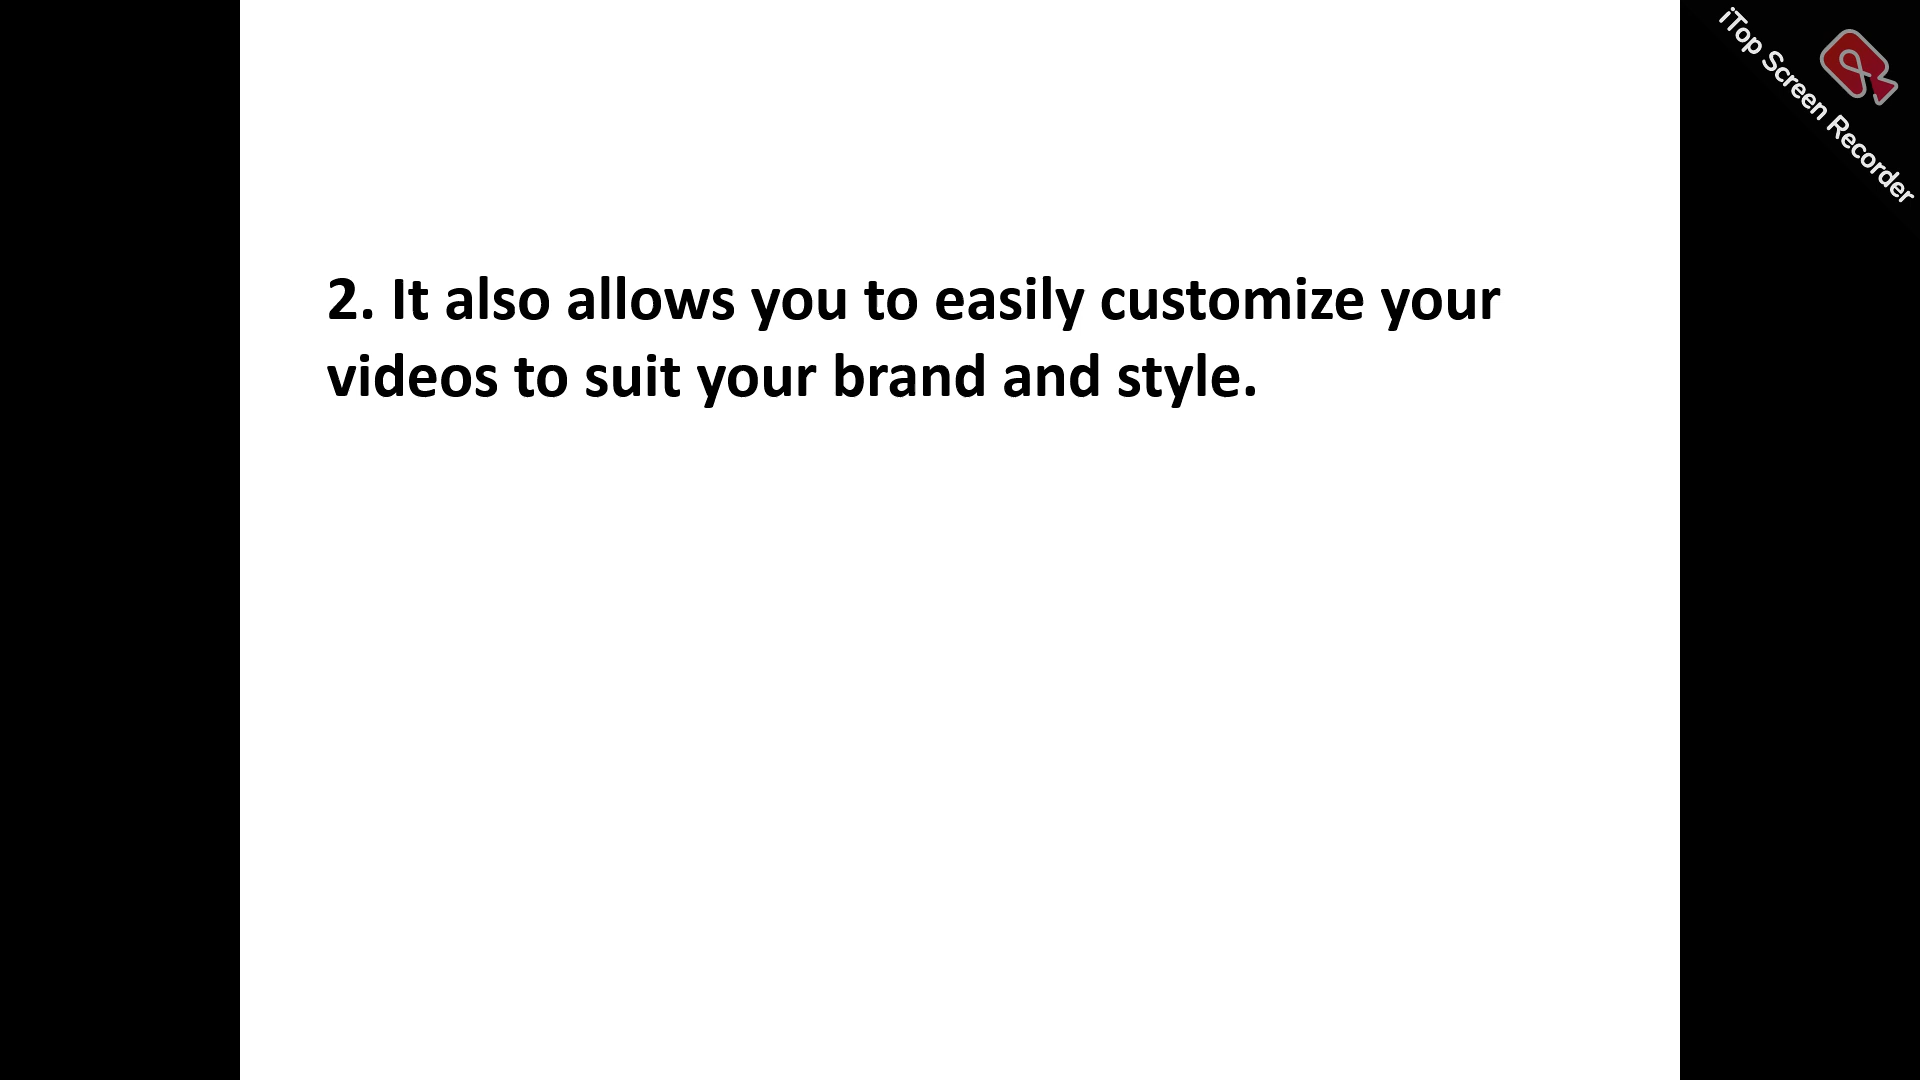 iTop Screen Recorder
2. It also allows you to easily customize your
videos to suit your brand and style.